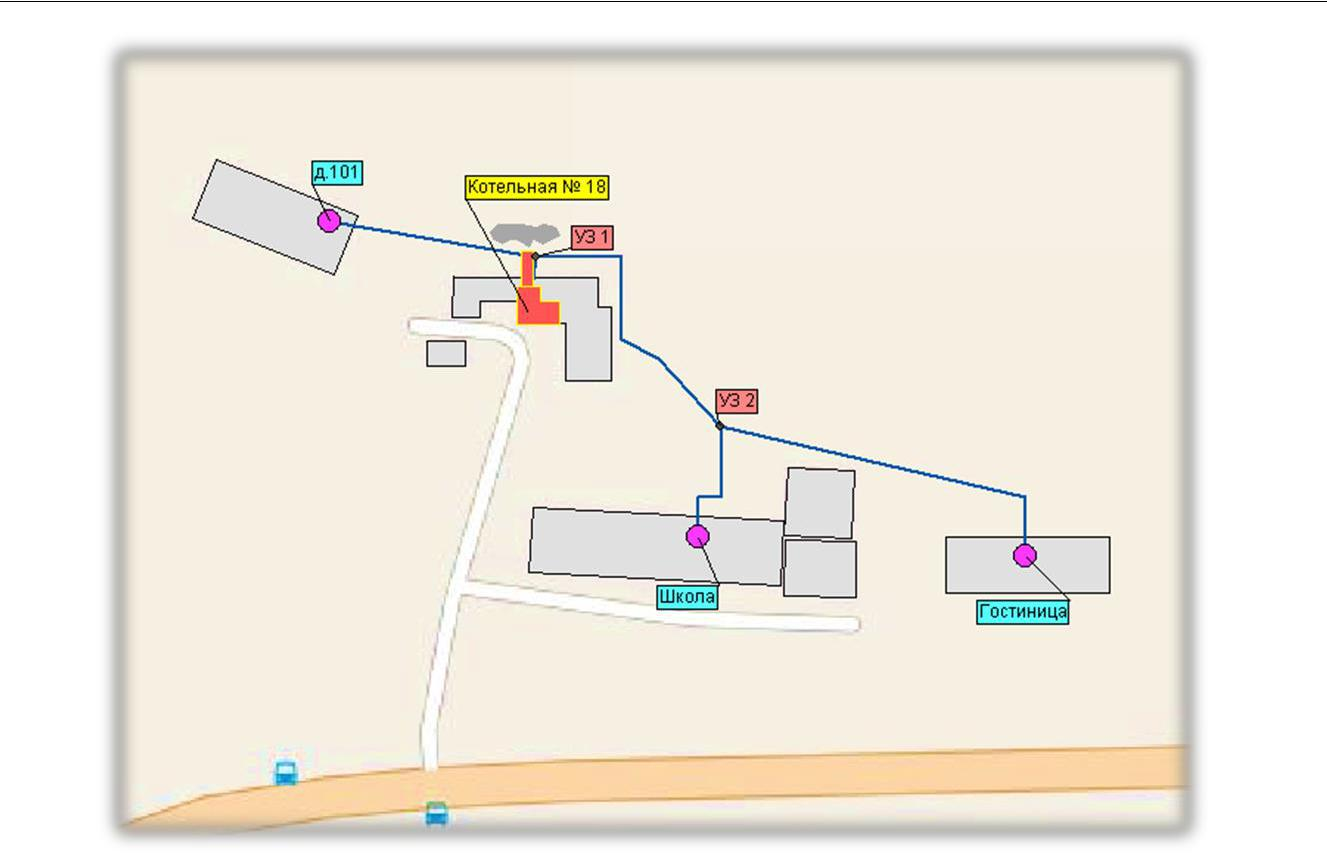 д.101
Котельная № 18
УЗ 1
УЗ 2
Школа
Гостиница